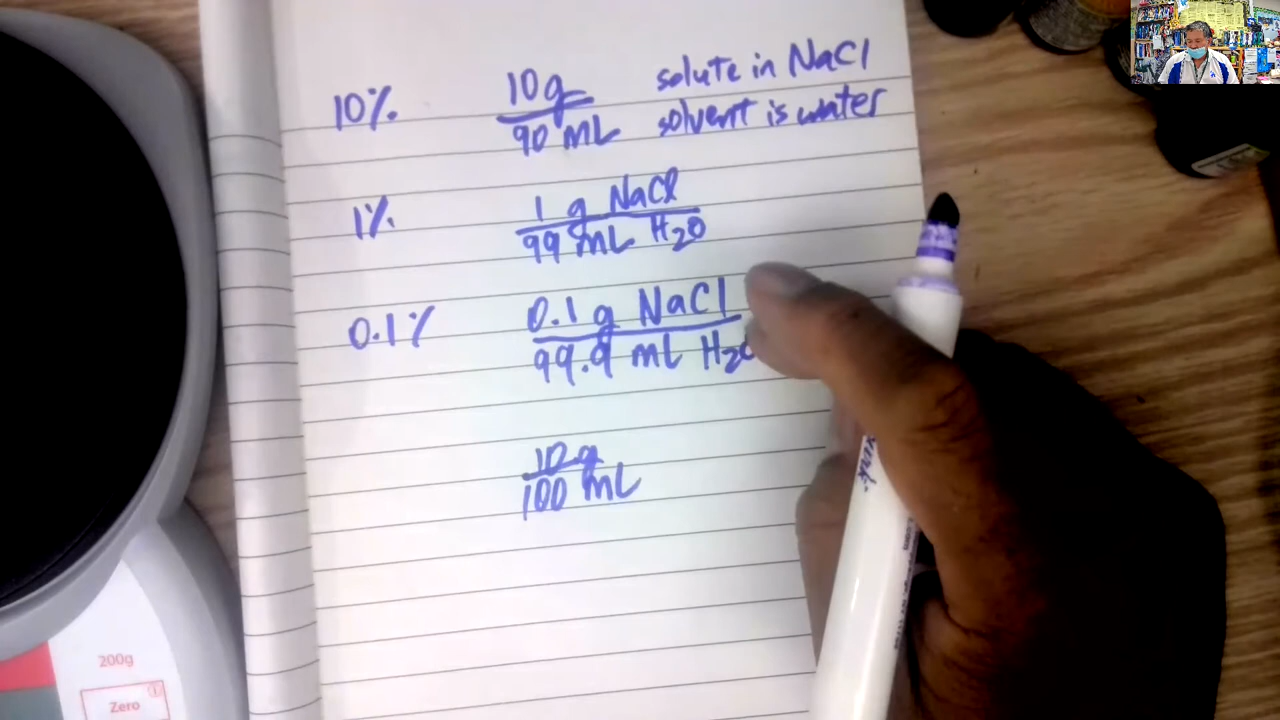 10% 10g solute in NaCl
90 mL solvent is water
1% 1 g NaCl
99 mL H₂O
0.1% 0.1 g NaCl
99.9 mL H₂O
10 g
100 mL
200g
Zero